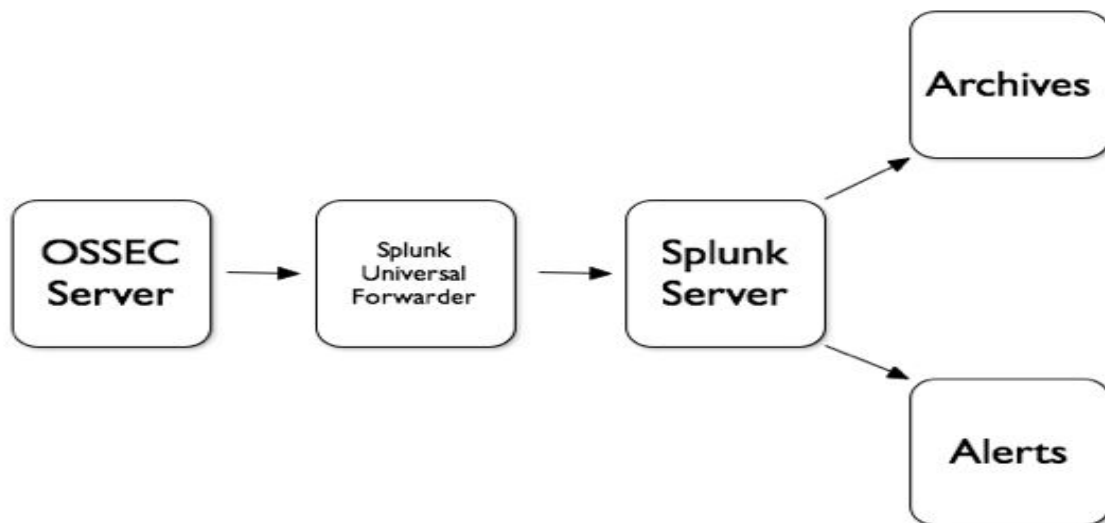 Archives
OSSEC
Server
Splunk
Universal
Forwarder
Splunk
Server
Alerts